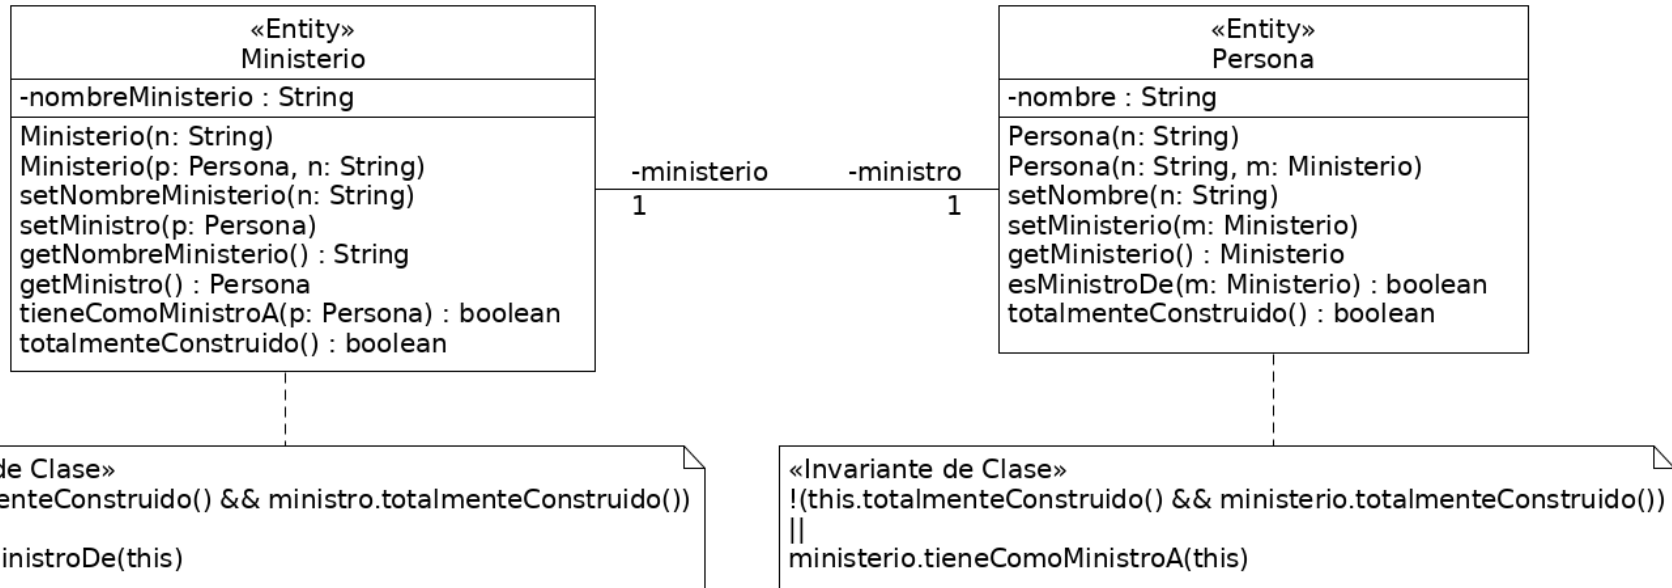 «Entity»
Ministerio
-nombreMinisterio : String
Ministerio(n: String)
Ministerio(p: Persona, n: String)
setNombreMinisterio(n: String)
setMinistro(p: Persona)
getNombreMinisterio() : String
getMinistro() : Persona
tieneComoMinistroA(p: Persona) : boolean
totalmenteConstruido() : boolean
-ministerio
1
-ministro
1
«Entity»
Persona
-nombre : String
Persona(n: String)
Persona(n: String, m: Ministerio)
setNombre(n: String)
setMinisterio(m: Ministerio)
getMinisterio() : Ministerio
esMinistroDe(m: Ministerio) : boolean
totalmenteConstruido() : boolean
de Clase»
enteConstruido() && ministro.totalmenteConstruido())
inistroDe(this)
«Invariante de Clase»
!(this.totalmenteConstruido() && ministerio.totalmenteConstruido())
||
ministerio.tieneComoMinistroA(this)